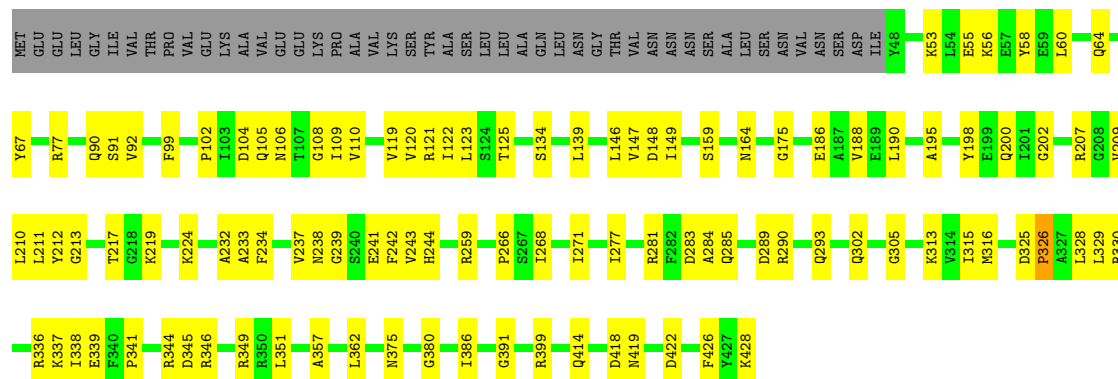 MET GLU GLU LEU GLY ILE VAL THR PRO VAL GLU LYS ALA VAL GLU GLU LYS PRO ALA VAL LYS SER TYR ALA SER LEU LEU ALA GLN LEU ASN GLY THR VAL ASN ASN ASN SER ALA LEU SER ASN VAL ASN SER ASP ILE Y48 K53 L54 E55 K56 E57 Y58 E59 L60 Q64
Y67 R77 Q90 S91 V92 F99 P102 I103 D104 Q105 N106 T107 G108 I109 V110 V119 V120 R121 I122 L123 S124 T125 S134 L139 L146 V147 D148 I149 S159 N164 G175 E186 A187 V188 E189 L190 A195 Y198 E199 Q200 I201 G202 R207 G208 V209
L210 L211 Y212 G213 T217 G218 K219 K224 A232 A233 F234 V237 N238 G239 S240 E241 F242 V243 H244 R259 P266 S267 I268 I271 I277 R281 F282 D283 A284 Q285 D289 R290 Q293 Q302 G305 K313 V314 I315 M316 D325 P326 A327 L328 L329 R330
R336 K337 I338 E339 F340 P341 R344 D345 R346 R349 R350 L351 A357 L362 N375 G380 I386 G391 R399 Q414 D418 N419 D422 F426 Y427 K428